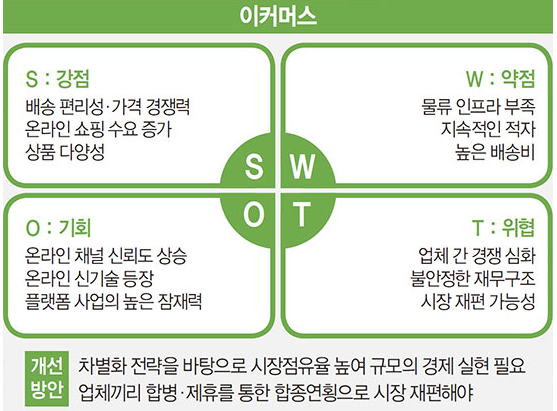 이커머스
S : 강점
배송 편리성·가격 경쟁력
온라인 쇼핑 수요 증가
상품 다양성
W : 약점
물류 인프라 부족
지속적인 적자
높은 배송비
S
W
O
T
O : 기회
온라인 채널 신뢰도 상승
온라인 신기술 등장
플랫폼 사업의 높은 잠재력
T : 위협
업체 간 경쟁 심화
불안정한 재무구조
시장 재편 가능성
개선
방안
차별화 전략을 바탕으로 시장점유율 높여 규모의 경제 실현 필요
업체끼리 합병·제휴를 통한 합종연횡으로 시장 재편해야